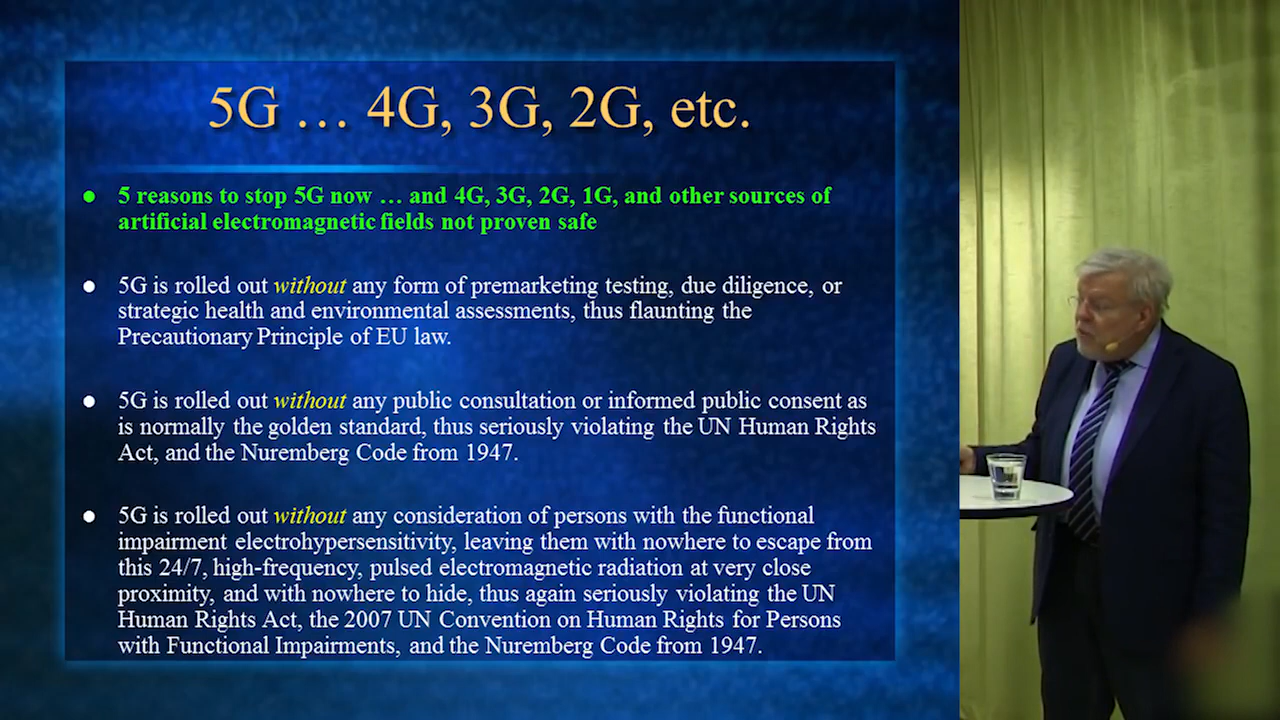 5G … 4G, 3G, 2G, etc.
5 reasons to stop 5G now … and 4G, 3G, 2G, 1G, and other sources of
artificial electromagnetic fields not proven safe
5G is rolled out without any form of premarketing testing, due diligence, or
strategic health and environmental assessments, thus flaunting the
Precautionary Principle of EU law.
5G is rolled out without any public consultation or informed public consent as
is normally the golden standard, thus seriously violating the UN Human Rights
Act, and the Nuremberg Code from 1947.
5G is rolled out without any consideration of persons with the functional
impairment electrohypersensitivity, leaving them with nowhere to escape from
this 24/7, high-frequency, pulsed electromagnetic radiation at very close
proximity, and with nowhere to hide, thus again seriously violating the UN
Human Rights Act, the 2007 UN Convention on Human Rights for Persons
with Functional Impairments, and the Nuremberg Code from 1947.